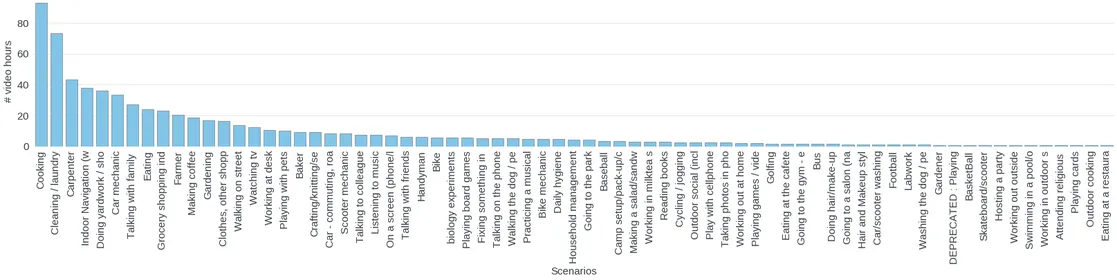 # video hours
80
60
40
20
0
Cooking
Cleaning / laundry
Carpenter
Indoor Navigation (w
Doing yardwork / sho
Car mechanic
Talking with family
Eating
Grocery shopping ind
Farmer
Making coffee
Gardening
Clothes, other shopp
Walking on street
Watching tv
Working at desk
Playing with pets
Baker
Crafting/knitting/se
Car - commuting, roa
Scooter mechanic
Talking to colleague
Listening to music
On a screen (phone/l
Talking with friends
Handyman
Bike
biology experiments
Playing board games
Fixing something in
Talking on the phone
Walking the dog / pe
Practicing a musical
Bike mechanic
Daily hygiene
Household management
Going to the park
Baseball
Camp setup/pack-up/c
Making a salad/sandw
Working in milktea s
Reading books
Cycling / jogging
Outdoor social (incl
Play with cellphone
Taking photos in pho
Working out at home
Playing games / vide
Golfing
Eating at the cafete
Going to the gym - e
Bus
Doing hair/make-up
Going to a salon (na
Hair and Makeup styl
Car/scooter washing
Football
Labwork
Washing the dog / pe
Gardener
DEPRECATED : Playing
BasketBall
Skateboard/scooter
Hosting a party
Working out outside
Swimming in a pool/o
Working in outdoor s
Attending religious
Playing cards
Outdoor cooking
Eating at a restaura
Scenarios